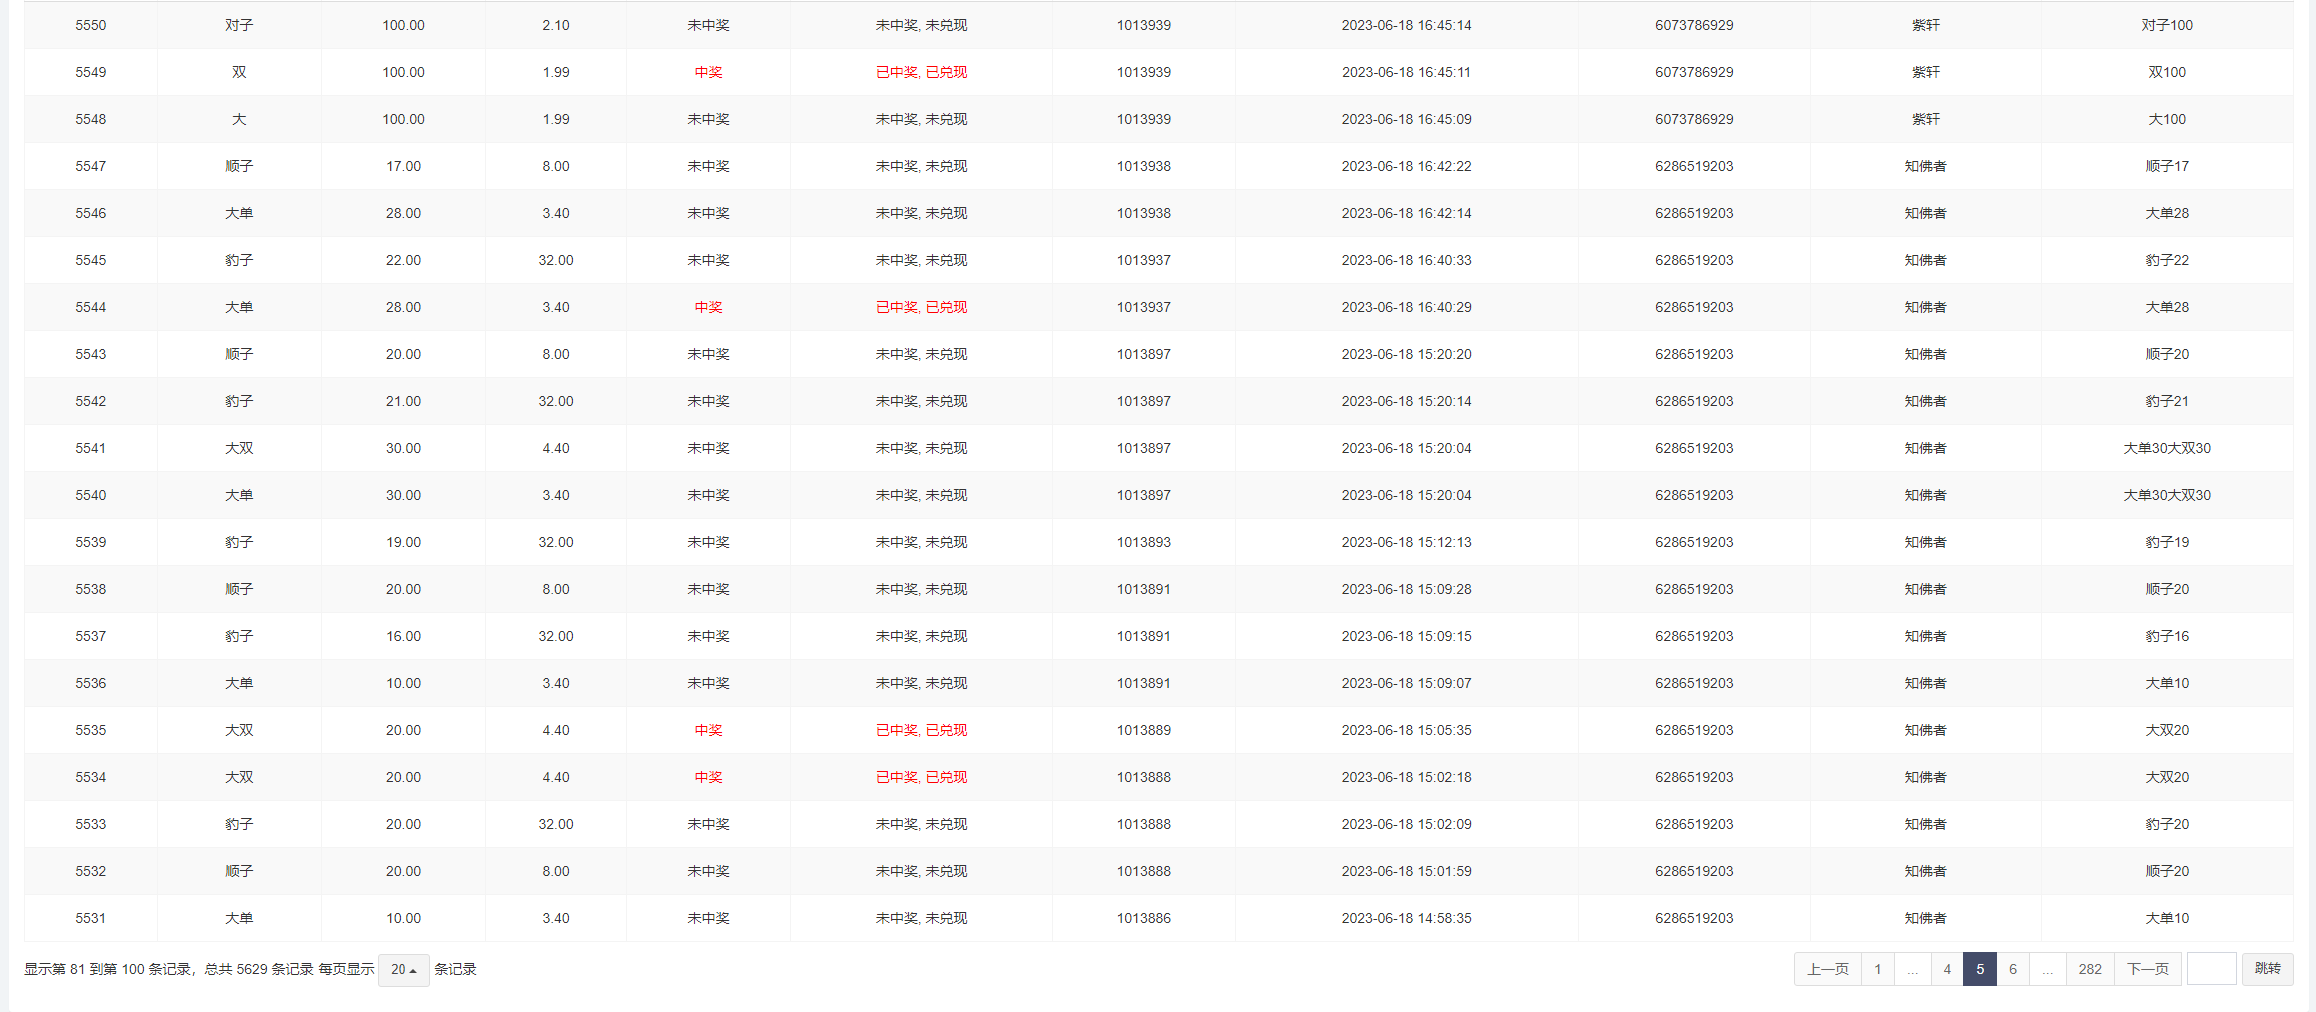 5550 对子 100.00 2.10 未中奖 未中奖, 未兑现 1013939 2023-06-18 16:45:14 6073786929 紫轩 对子100
5549 双 100.00 1.99 中奖 已中奖, 已兑现 1013939 2023-06-18 16:45:11 6073786929 紫轩 双100
5548 大 100.00 1.99 未中奖 未中奖, 未兑现 1013939 2023-06-18 16:45:09 6073786929 紫轩 大100
5547 顺子 17.00 8.00 未中奖 未中奖, 未兑现 1013938 2023-06-18 16:42:22 6286519203 知佛者 顺子17
5546 大单 28.00 3.40 未中奖 未中奖, 未兑现 1013938 2023-06-18 16:42:14 6286519203 知佛者 大单28
5545 豹子 22.00 32.00 未中奖 未中奖, 未兑现 1013937 2023-06-18 16:40:33 6286519203 知佛者 豹子22
5544 大单 28.00 3.40 中奖 已中奖, 已兑现 1013937 2023-06-18 16:40:29 6286519203 知佛者 大单28
5543 顺子 20.00 8.00 未中奖 未中奖, 未兑现 1013897 2023-06-18 15:20:20 6286519203 知佛者 顺子20
5542 豹子 21.00 32.00 未中奖 未中奖, 未兑现 1013897 2023-06-18 15:20:14 6286519203 知佛者 豹子21
5541 大双 30.00 4.40 未中奖 未中奖, 未兑现 1013897 2023-06-18 15:20:04 6286519203 知佛者 大单30大双30
5540 大单 30.00 3.40 未中奖 未中奖, 未兑现 1013897 2023-06-18 15:20:04 6286519203 知佛者 大单30大双30
5539 豹子 19.00 32.00 未中奖 未中奖, 未兑现 1013893 2023-06-18 15:12:13 6286519203 知佛者 豹子19
5538 顺子 20.00 8.00 未中奖 未中奖, 未兑现 1013891 2023-06-18 15:09:28 6286519203 知佛者 顺子20
5537 豹子 16.00 32.00 未中奖 未中奖, 未兑现 1013891 2023-06-18 15:09:15 6286519203 知佛者 豹子16
5536 大单 10.00 3.40 未中奖 未中奖, 未兑现 1013891 2023-06-18 15:09:07 6286519203 知佛者 大单10
5535 大双 20.00 4.40 中奖 已中奖, 已兑现 1013889 2023-06-18 15:05:35 6286519203 知佛者 大双20
5534 大双 20.00 4.40 中奖 已中奖, 已兑现 1013888 2023-06-18 15:02:18 6286519203 知佛者 大双20
5533 豹子 20.00 32.00 未中奖 未中奖, 未兑现 1013888 2023-06-18 15:02:09 6286519203 知佛者 豹子20
5532 顺子 20.00 8.00 未中奖 未中奖, 未兑现 1013888 2023-06-18 15:01:59 6286519203 知佛者 顺子20
5531 大单 10.00 3.40 未中奖 未中奖, 未兑现 1013886 2023-06-18 14:58:35 6286519203 知佛者 大单10
显示第 81 到第 100 条记录，总共 5629 条记录 每页显示 20 条记录 上一页 1 ... 4 5 6 ... 282 下一页 跳转